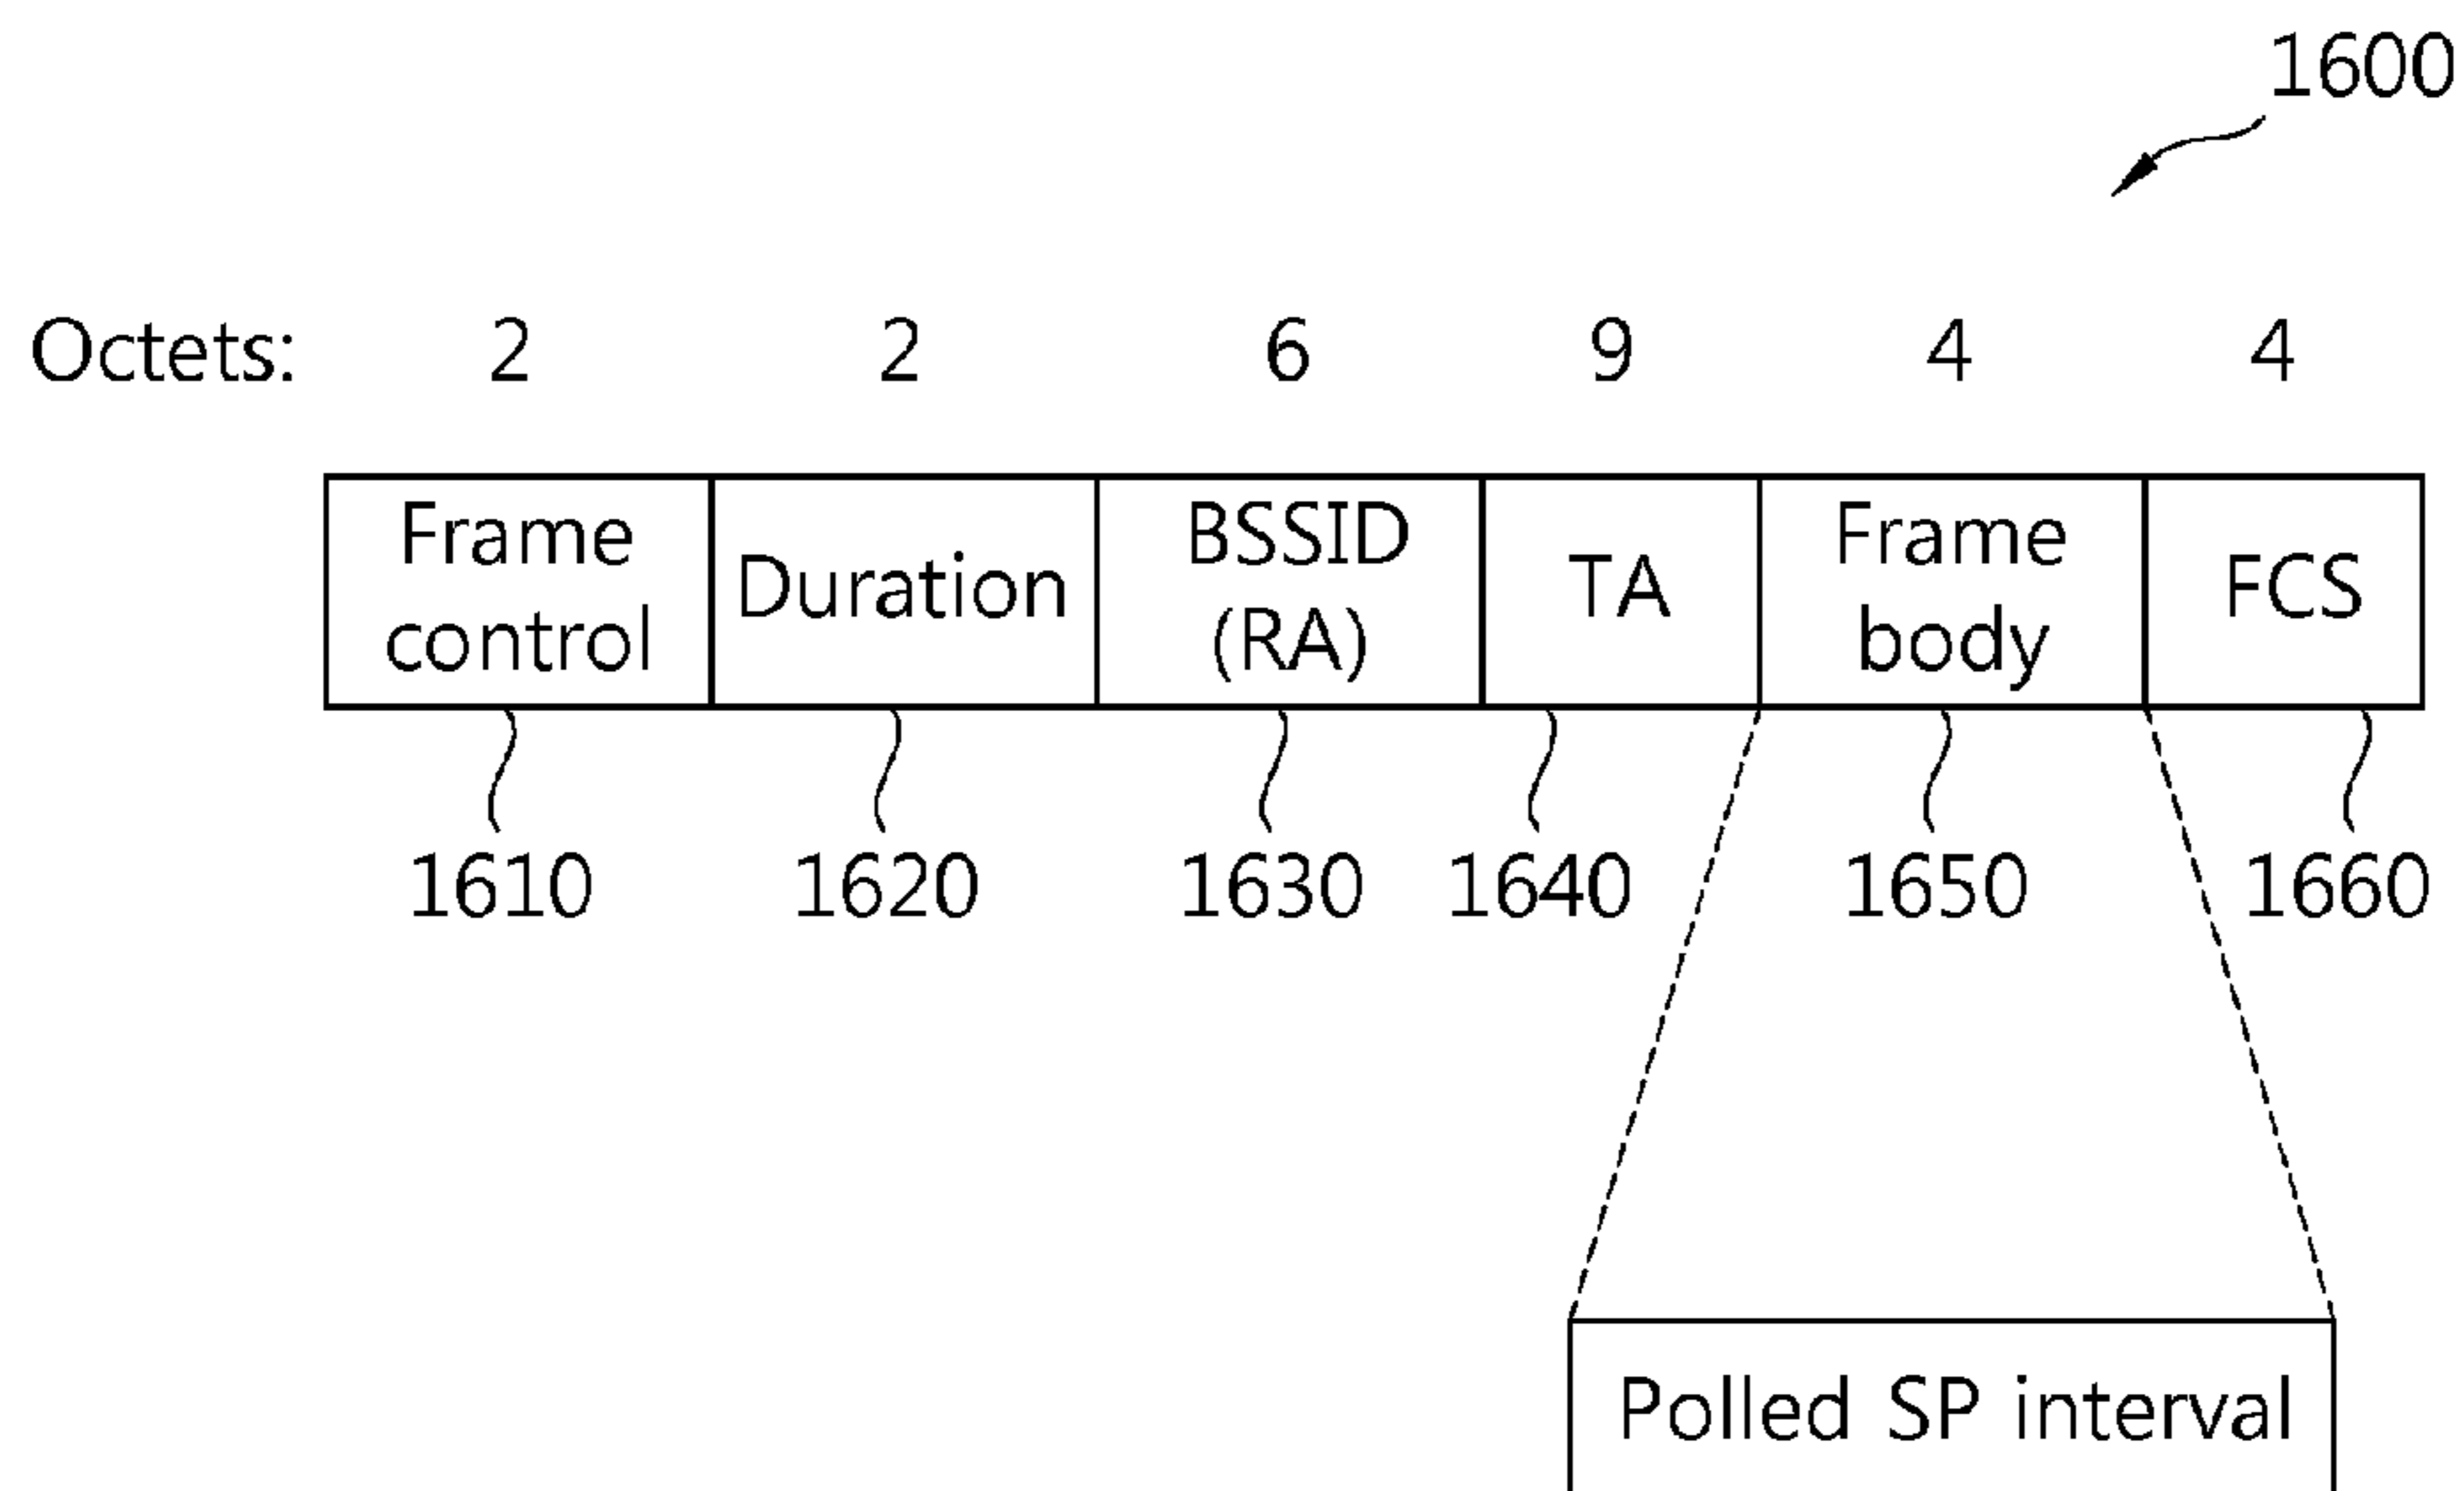 1600
Octets: 2 2 6 9 4 4
Frame control Duration BSSID (RA) TA Frame body FCS
1610 1620 1630 1640 1650 1660
Polled SP interval